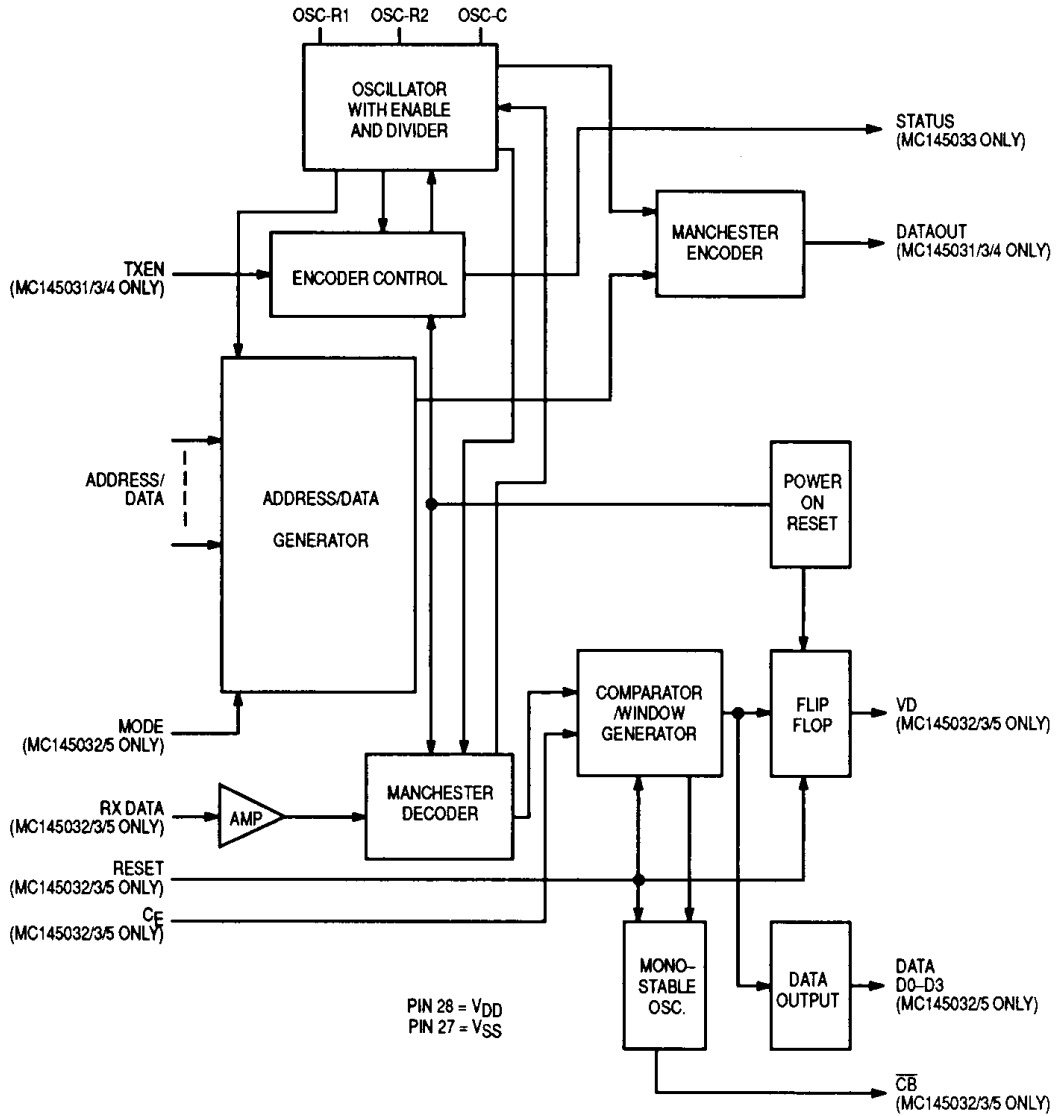 OSC-R1 OSC-R2 OSC-C
OSCILLATOR
WITH ENABLE
AND DIVIDER
STATUS
(MC145033 ONLY)
MANCHESTER
ENCODER
DATAOUT
(MC145031/3/4 ONLY)
TXEN
(MC145031/3/4 ONLY)
ENCODER CONTROL
ADDRESS/
DATA
ADDRESS/DATA
GENERATOR
POWER
ON
RESET
MODE
(MC145032/5 ONLY)
COMPARATOR
/WINDOW
GENERATOR
FLIP
FLOP
VD
(MC145032/3/5 ONLY)
RX DATA
(MC145032/3/5 ONLY)
AMP
MANCHESTER
DECODER
RESET
(MC145032/3/5 ONLY)
CE
(MC145032/3/5 ONLY)
MONO–
STABLE
OSC.
DATA
OUTPUT
DATA
D0–D3
(MC145032/5 ONLY)
PIN 28 = VDD
PIN 27 = VSS
C̅B̅
(MC145032/3/5 ONLY)